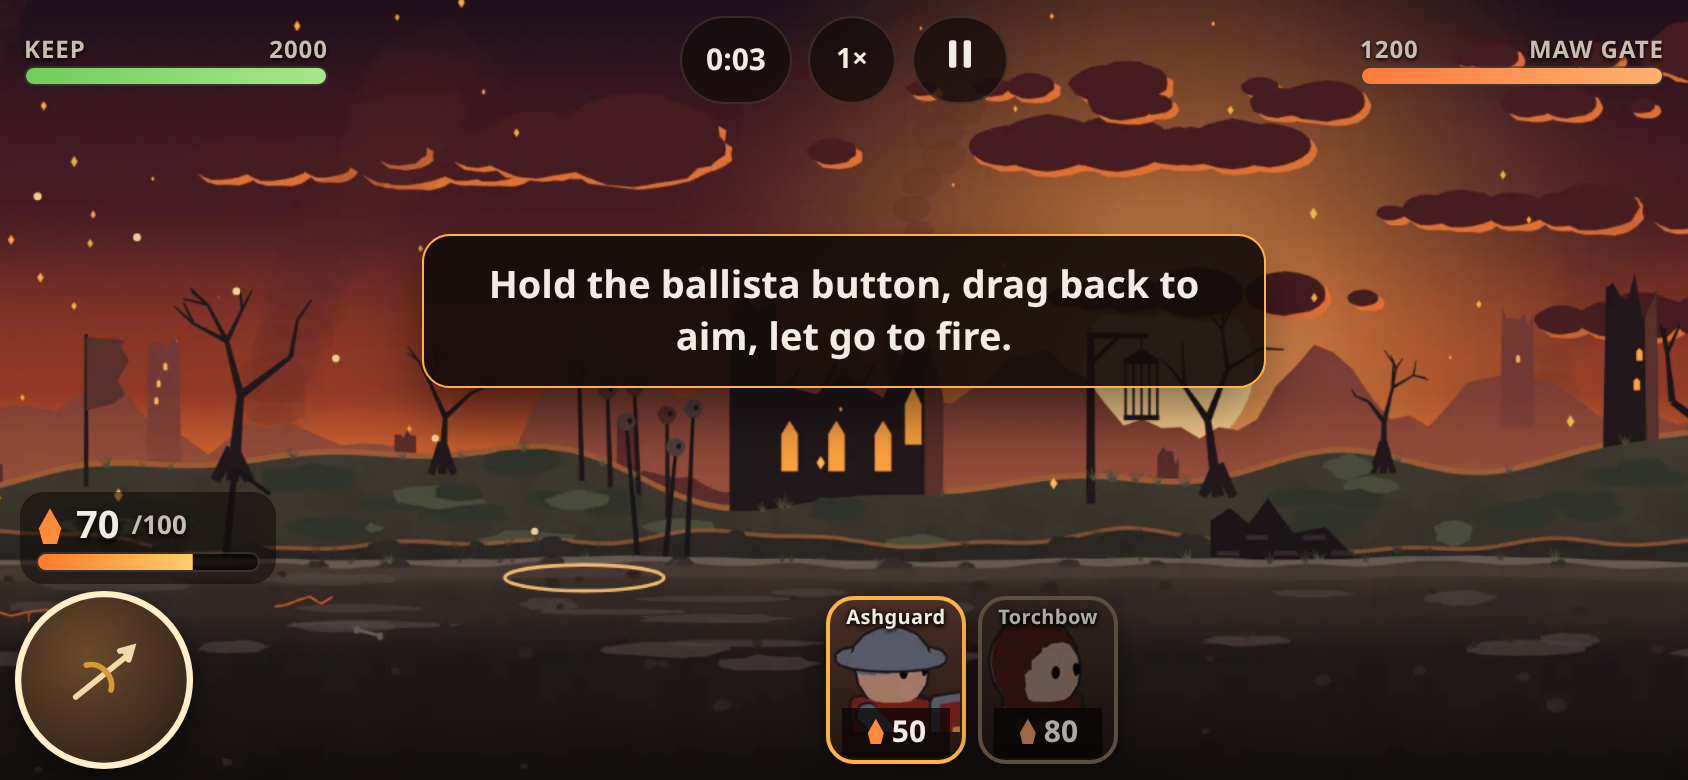 KEEP 2000
0:03
1×
1200 MAW GATE
Hold the ballista button, drag back to
aim, let go to fire.
70 /100
Ashguard
50
Torchbow
80